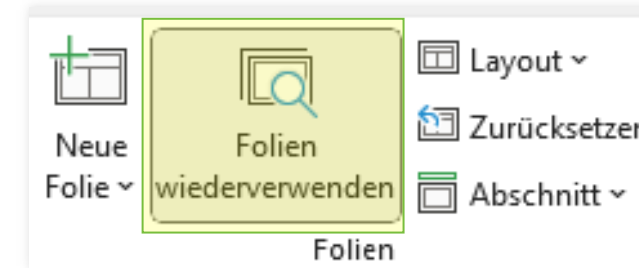 Neue
Folie
Folien
wiederverwenden
Layout
Zurücksetzen
Abschnitt
Folien